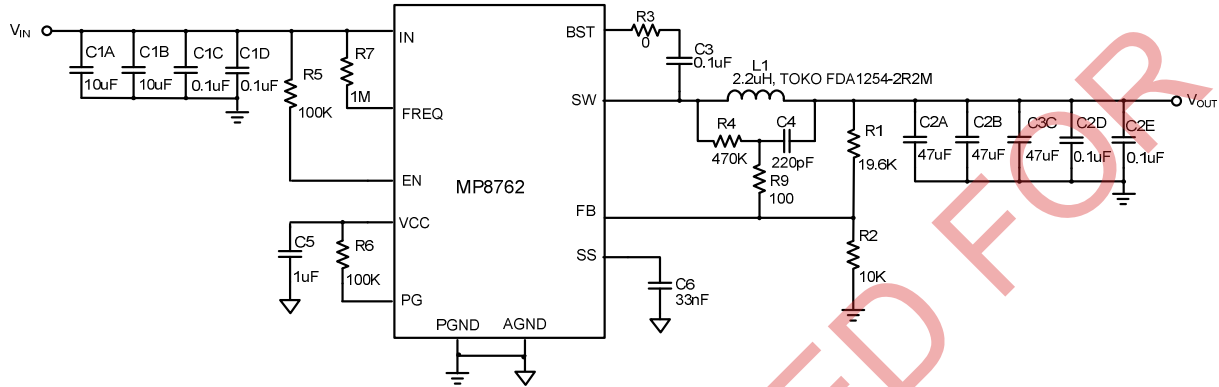 VIN
C1A
C1B
C1C
C1D
10uF
10uF
0.1uF
0.1uF
R5
100K
R7
1M
IN
FREQ
EN
VCC
PG
C5
1uF
R6
100K
MP8762
PGND
AGND
BST
SW
FB
SS
R3
0
C3
0.1uF
L1
2.2uH, TOKO FDA1254-2R2M
R4
470K
C4
220pF
R9
100
R1
19.6K
R2
10K
C6
33nF
C2A
C2B
C3C
C2D
C2E
47uF
47uF
47uF
0.1uF
0.1uF
VOUT
ED FOR